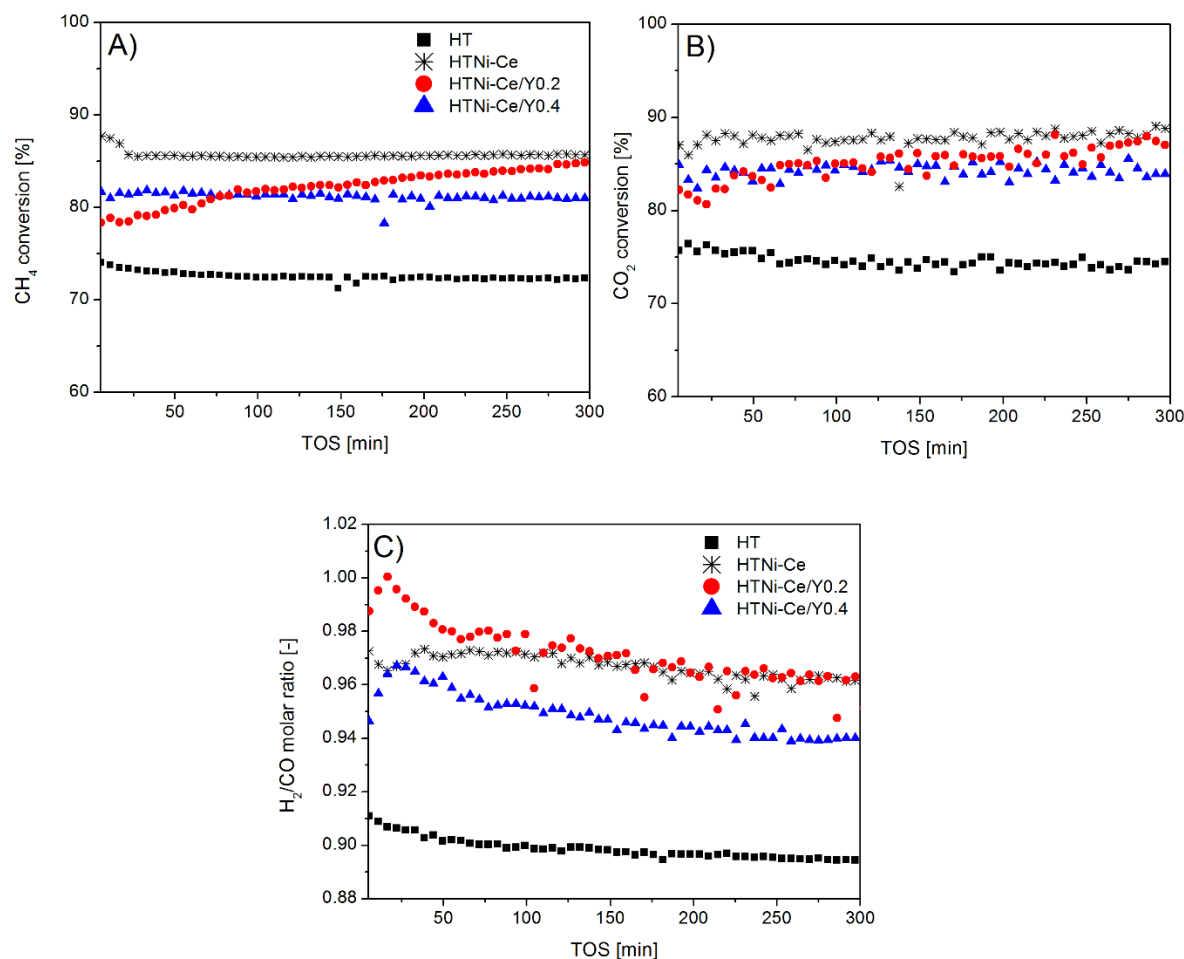 A)
HT
HTNi-Ce
HTNi-Ce/Y0.2
HTNi-Ce/Y0.4
CH₄ conversion [%]
100
90
80
70
60
50
100
150
200
250
300
TOS [min]
B)
CO₂ conversion [%]
100
90
80
70
60
50
100
150
200
250
300
TOS [min]
C)
HT
HTNi-Ce
HTNi-Ce/Y0.2
HTNi-Ce/Y0.4
H₂/CO molar ratio [-]
1.02
1.00
0.98
0.96
0.94
0.92
0.90
0.88
50
100
150
200
250
300
TOS [min]